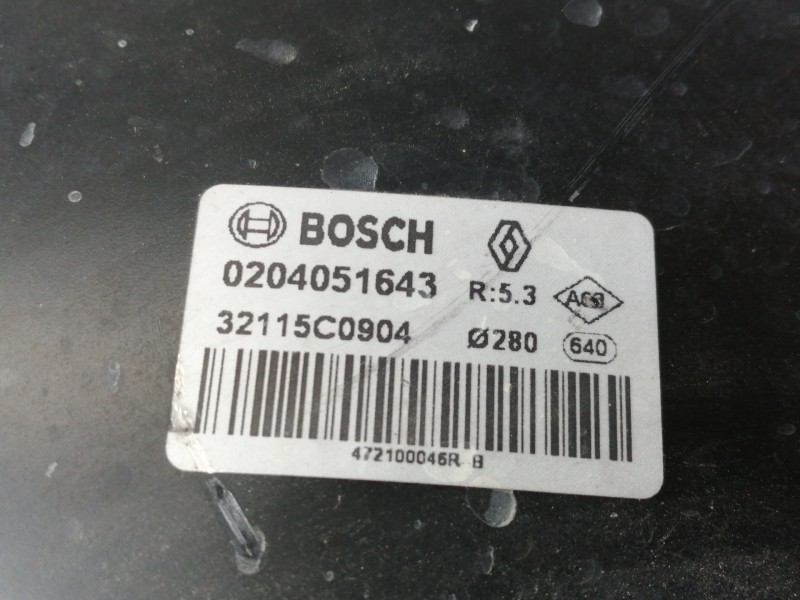 BOSCH
0204051643 R:5.3
32115C0904 Ø280 640
472100046R B